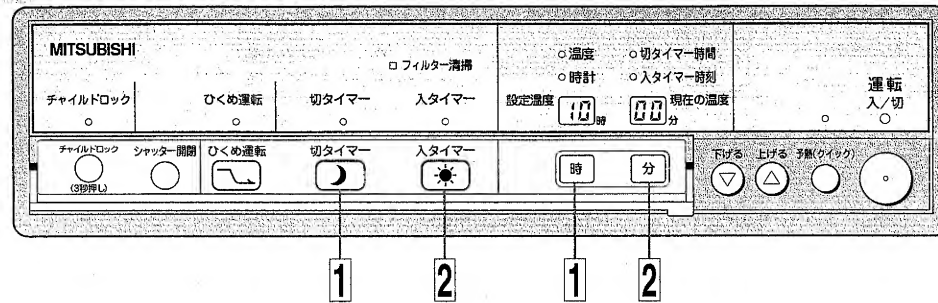 MITSUBISHI
フィルター清掃
温度 切タイマー時間
時計 入タイマー時刻
運転
入/切
チャイルドロック ひくめ運転 切タイマー 入タイマー
設定温度 10時 00分 現在の温度
チャイルドロック シャッター開閉 ひくめ運転 切タイマー 入タイマー
(3秒押し)
時 分
下げる 上げる 予熱(クイック)
1 2 1 2